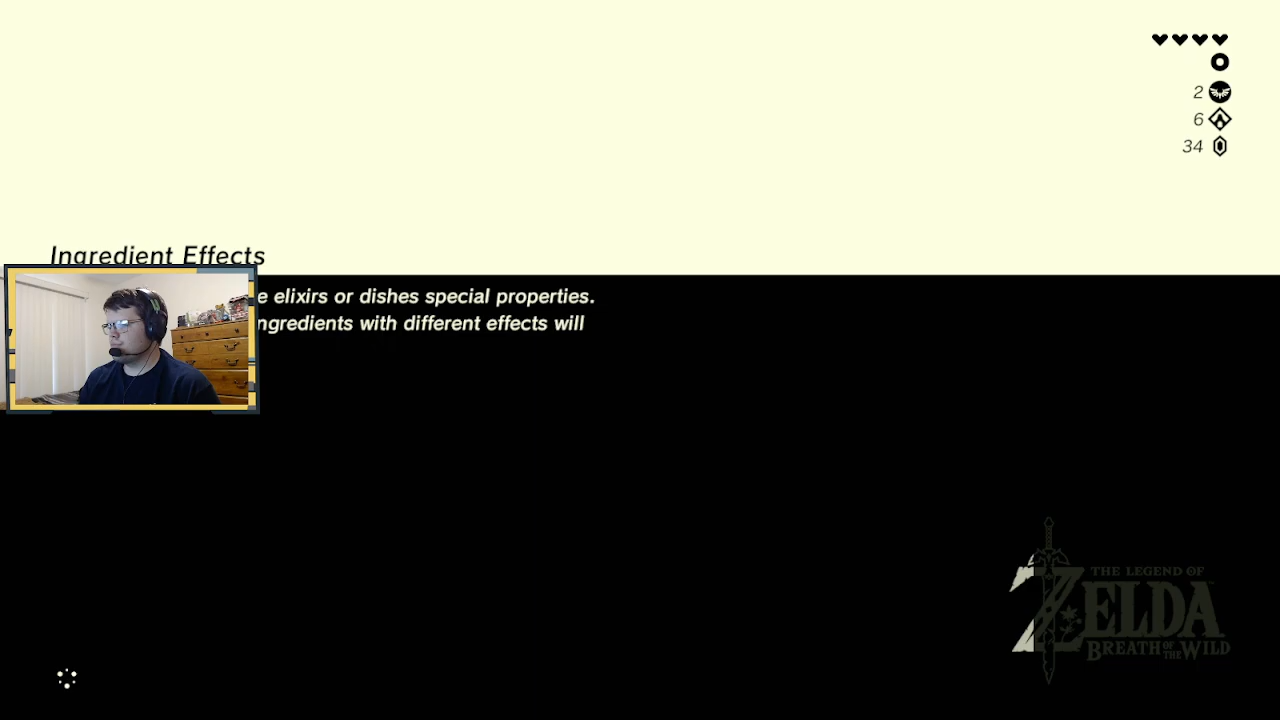 2
6
34
Ingredient Effects
elixirs or dishes special properties.
ngredients with different effects will
THE LEGEND OF
ZELDA
BREATH OF THE WILD